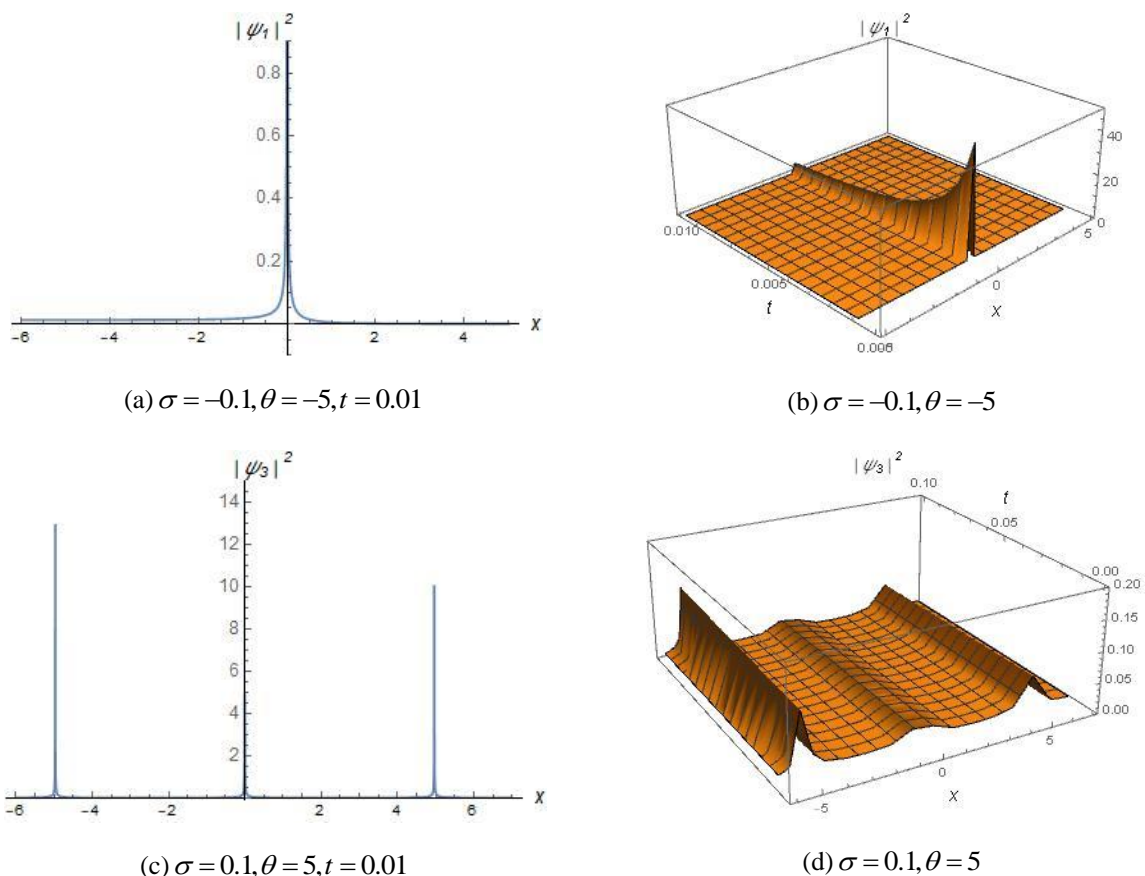 |ψ₁|²
0.8
0.6
0.4
0.2
-6 -4 -2 2 4 x
(a) σ = −0.1, θ = −5, t = 0.01
|ψ₁|²
40
20
0
0.010
0.005
0.006
t
5
0
x
(b) σ = −0.1, θ = −5
|ψ₃|²
14
12
10
8
6
4
2
-6 -4 -2 2 4 6 x
(c) σ = 0.1, θ = 5, t = 0.01
|ψ₃|²
0.10
t
0.05
0.00
0.20
0.15
0.10
0.05
0.00
-5 0 5
x
(d) σ = 0.1, θ = 5